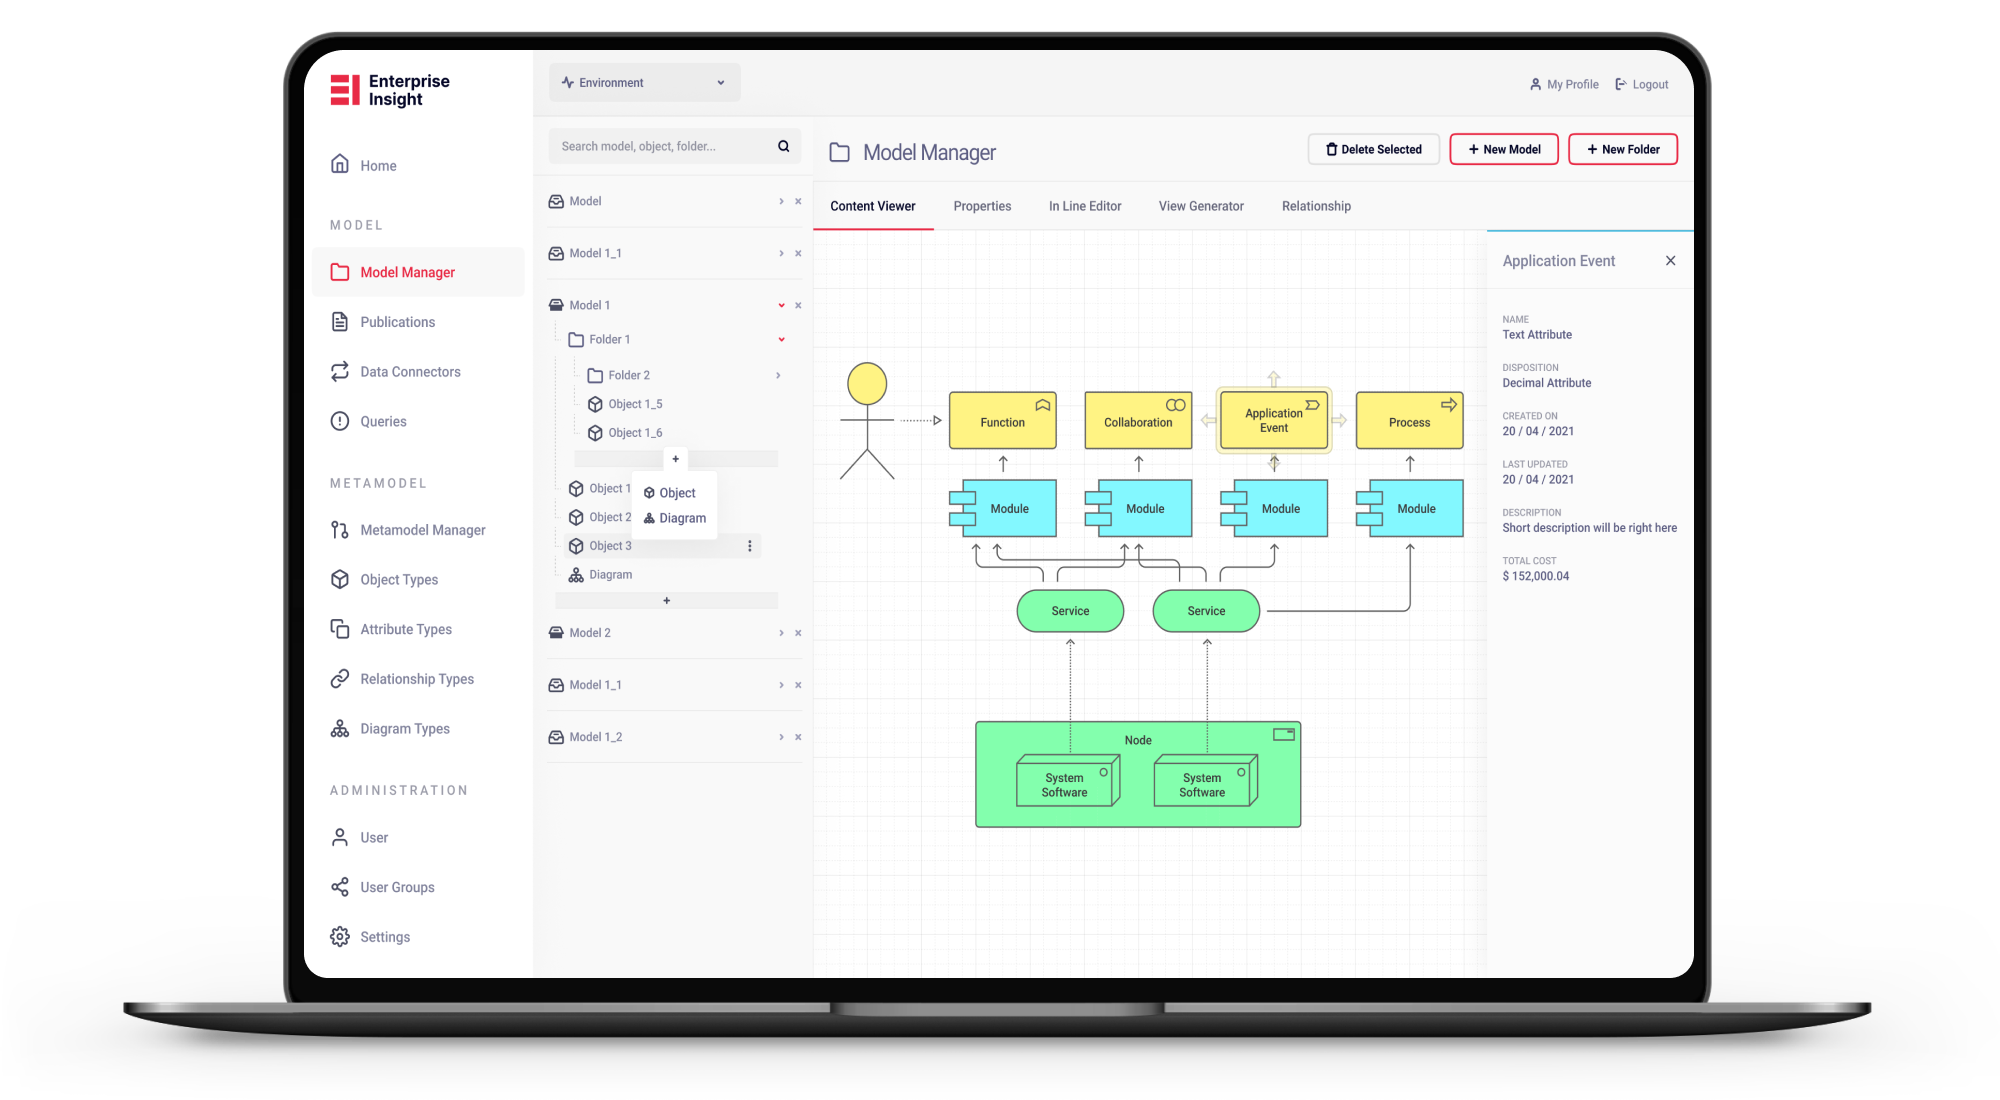 Enterprise
Insight
Home
MODEL
Model Manager
Publications
Data Connectors
Queries
METAMODEL
Metamodel Manager
Object Types
Attribute Types
Relationship Types
Diagram Types
ADMINISTRATION
User
User Groups
Settings
Environment
My Profile
Logout
Search model, object, folder...
Model
Model 1_1
Model 1
Folder 1
Folder 2
Object 1_5
Object 1_6
+
Object
Diagram
Object 1
Object 2
Object 3
Diagram
+
Model 2
Model 1_1
Model 1_2
Model Manager
Delete Selected
+ New Model
+ New Folder
Content Viewer
Properties
In Line Editor
View Generator
Relationship
Function
Collaboration
Application
Event
Process
Module
Module
Module
Module
Service
Service
Node
System
Software
System
Software
Application Event
NAME
Text Attribute
DISPOSITION
Decimal Attribute
CREATED ON
20 / 04 / 2021
LAST UPDATED
20 / 04 / 2021
DESCRIPTION
Short description will be right here
TOTAL COST
$ 152,000.04